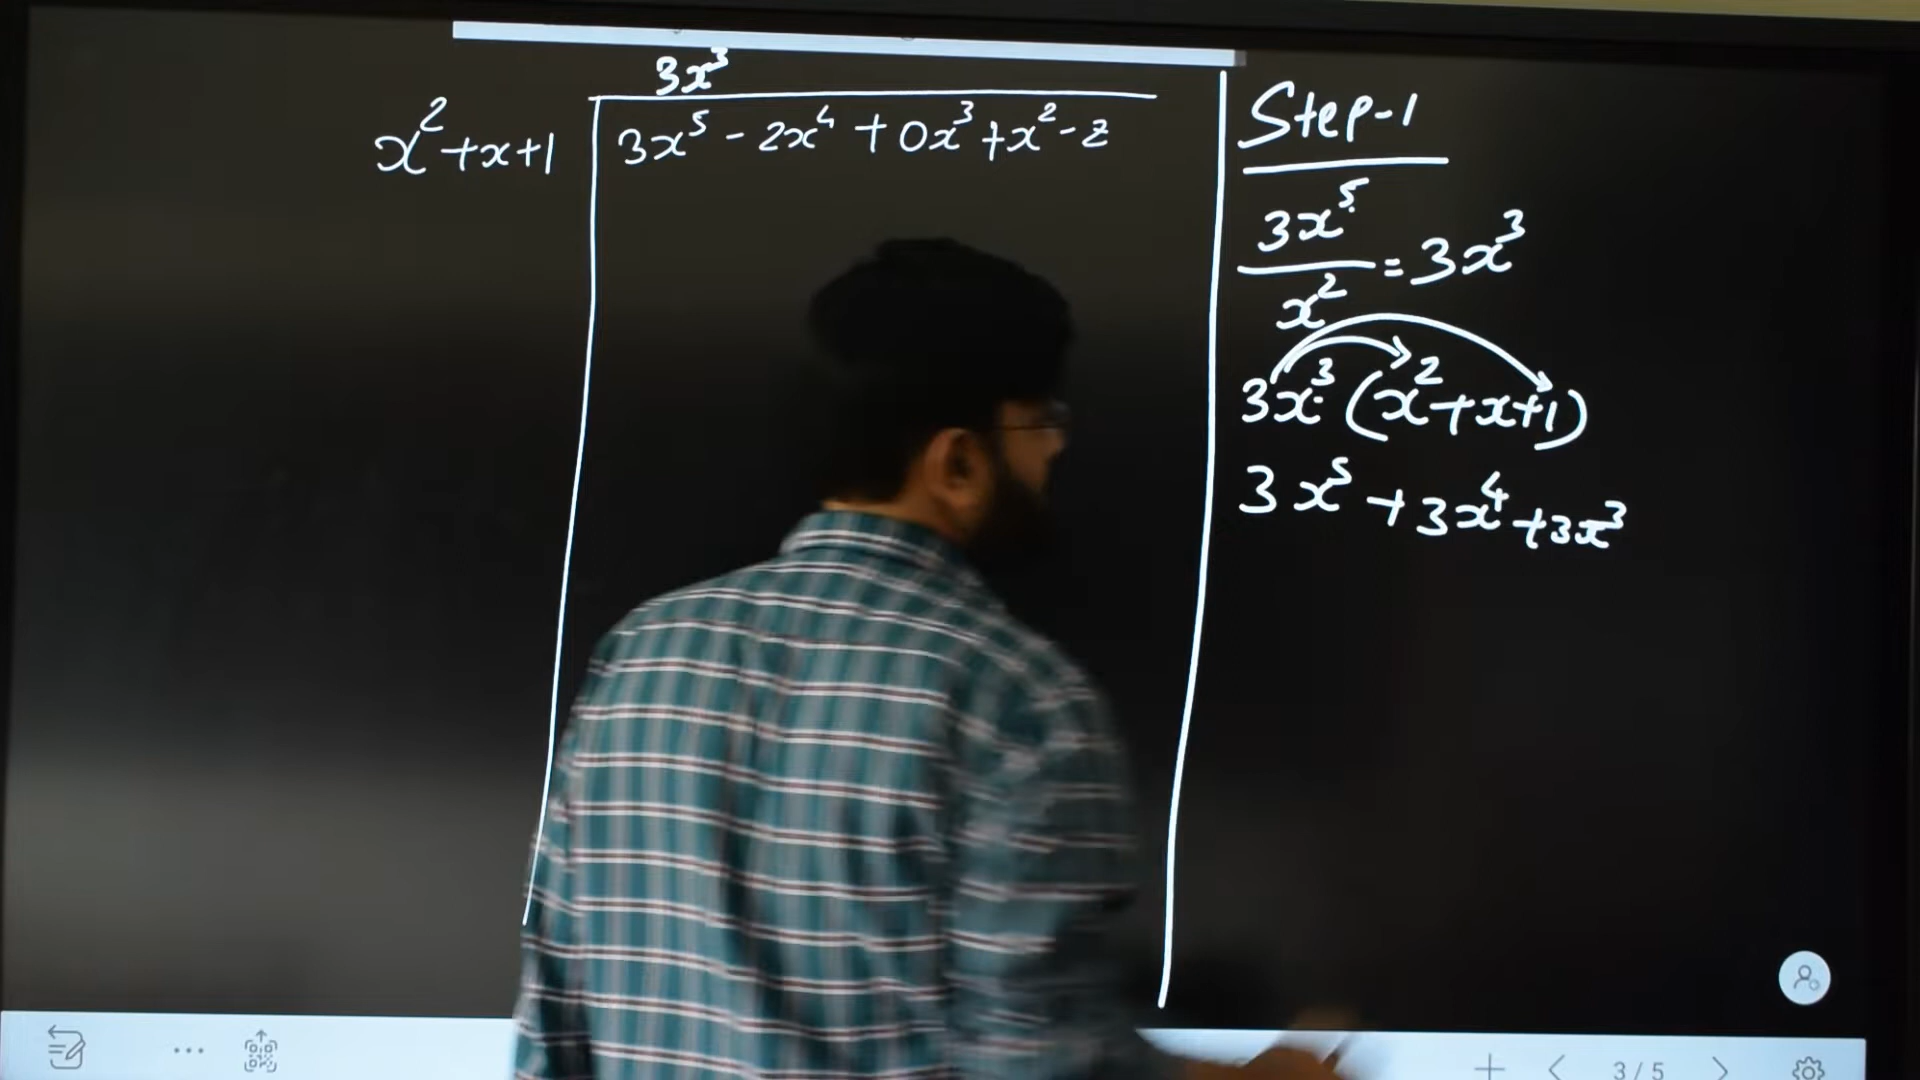 3x³
x²+x+1
3x⁵ - 2x⁴ + 0x³ + x² - 2
Step-1
3x⁵
/x² = 3x³
3x³ (x²+x+1)
3x⁵ + 3x⁴ + 3x³
3/5